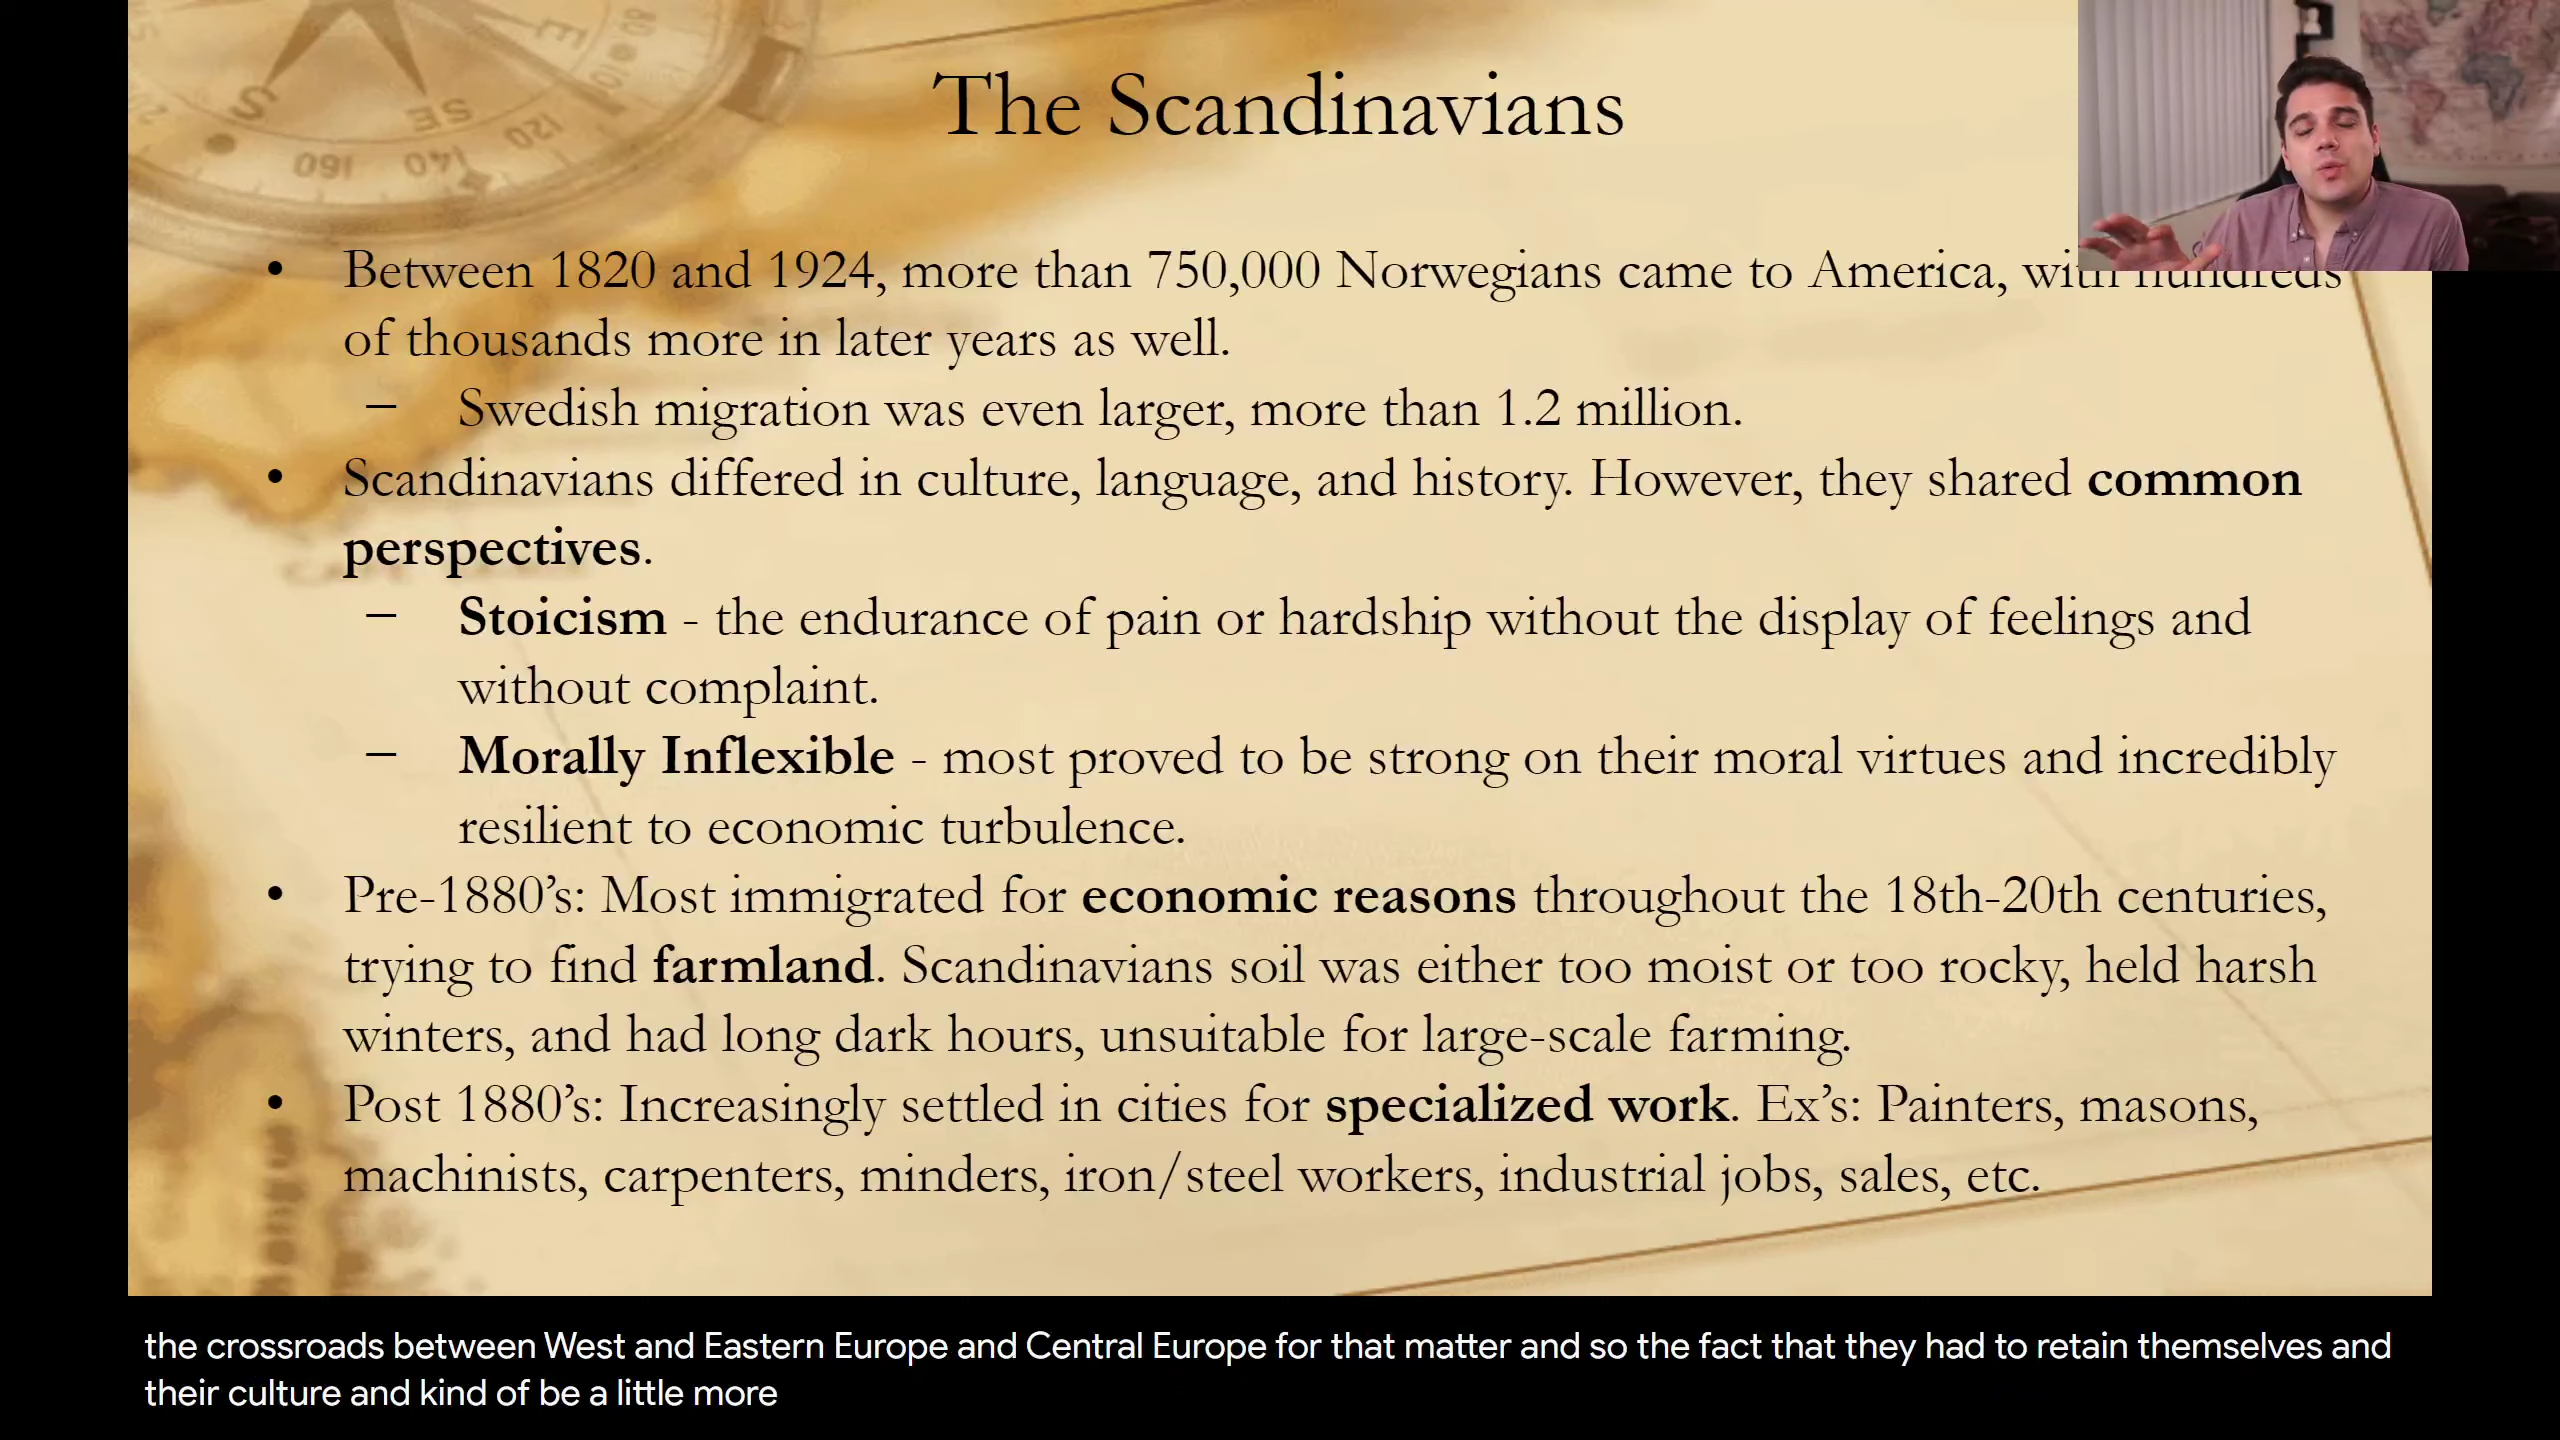 The Scandinavians
• Between 1820 and 1924, more than 750,000 Norwegians came to America, with hundreds
of thousands more in later years as well.
– Swedish migration was even larger, more than 1.2 million.
• Scandinavians differed in culture, language, and history. However, they shared common
perspectives.
– Stoicism - the endurance of pain or hardship without the display of feelings and
without complaint.
– Morally Inflexible - most proved to be strong on their moral virtues and incredibly
resilient to economic turbulence.
• Pre-1880’s: Most immigrated for economic reasons throughout the 18th-20th centuries,
trying to find farmland. Scandinavians soil was either too moist or too rocky, held harsh
winters, and had long dark hours, unsuitable for large-scale farming.
• Post 1880’s: Increasingly settled in cities for specialized work. Ex’s: Painters, masons,
machinists, carpenters, minders, iron/steel workers, industrial jobs, sales, etc.
the crossroads between West and Eastern Europe and Central Europe for that matter and so the fact that they had to retain themselves and
their culture and kind of be a little more
S
SE
E
160
140
120